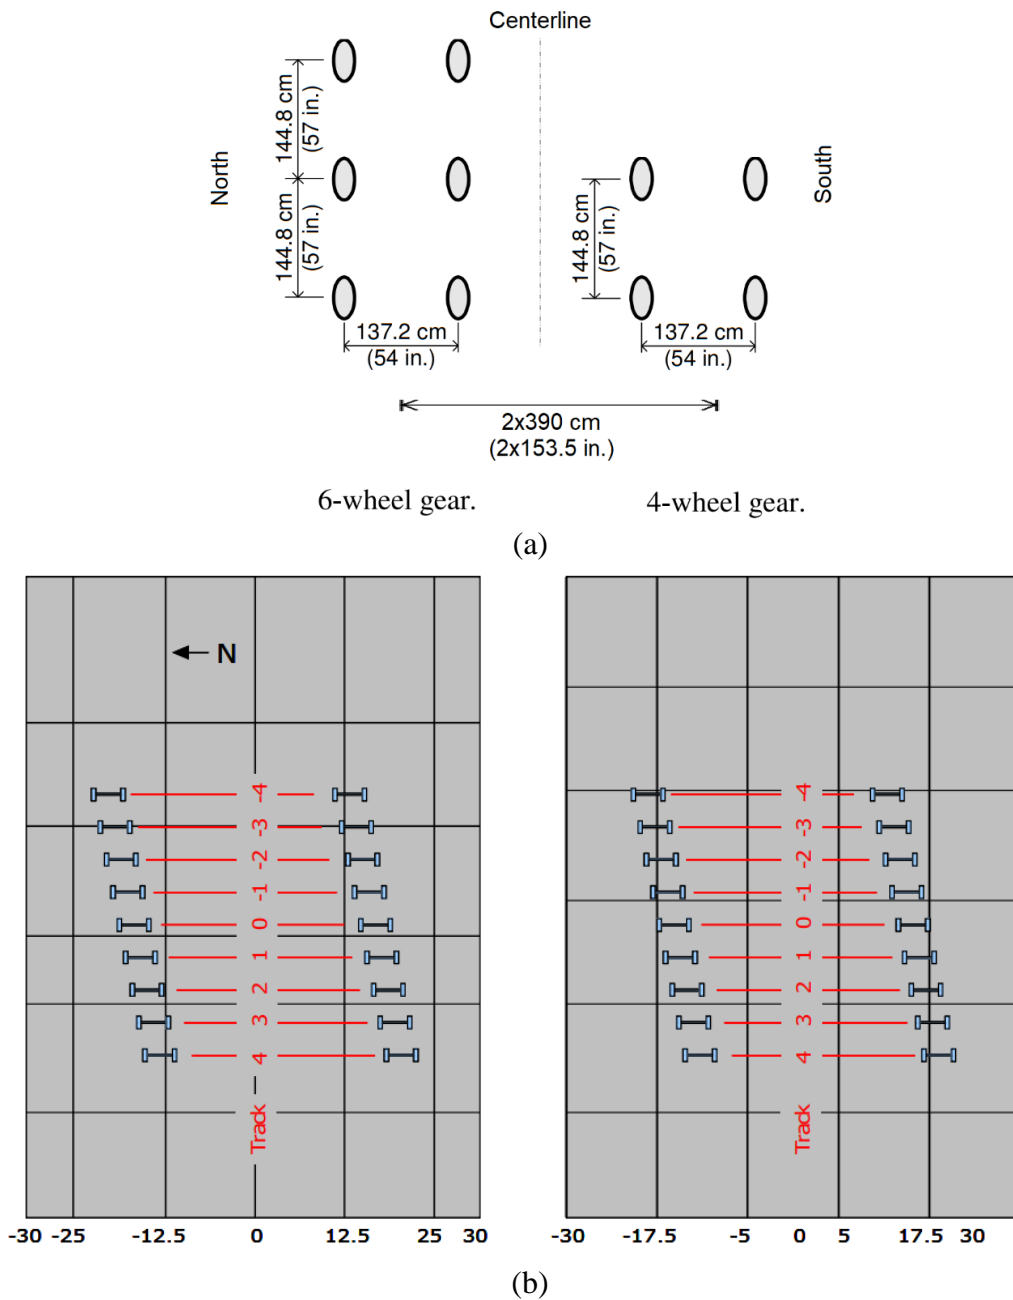 Centerline
North
144.8 cm
(57 in.)
144.8 cm
(57 in.)
137.2 cm
(54 in.)
South
144.8 cm
(57 in.)
137.2 cm
(54 in.)
2x390 cm
(2x153.5 in.)
6-wheel gear.
4-wheel gear.
(a)
N
-4
-3
-2
-1
0
1
2
3
4
Track
-30 -25 -12.5 0 12.5 25 30
-4
-3
-2
-1
0
1
2
3
4
Track
-30 -17.5 -5 0 5 17.5 30
(b)